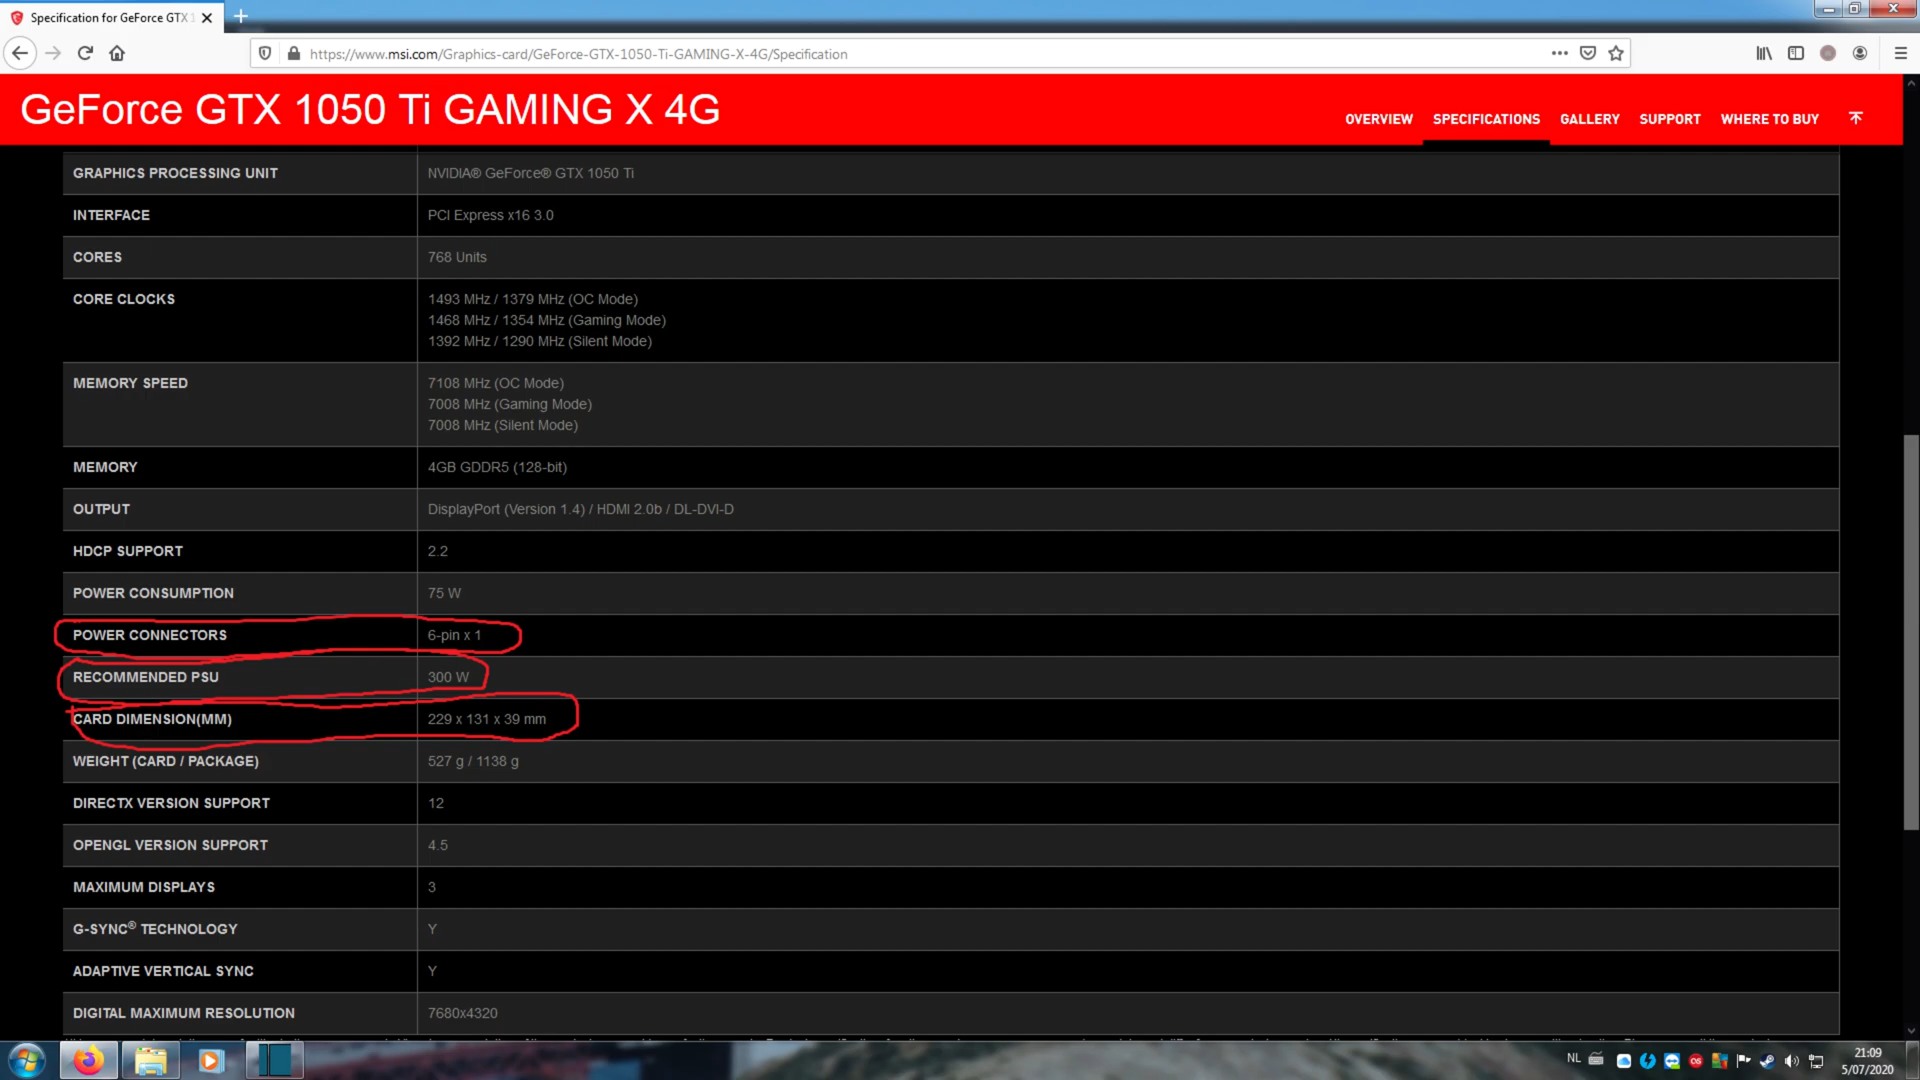 Specification for GeForce GTX 1
https://www.msi.com/Graphics-card/GeForce-GTX-1050-Ti-GAMING-X-4G/Specification
GeForce GTX 1050 Ti GAMING X 4G
OVERVIEW SPECIFICATIONS GALLERY SUPPORT WHERE TO BUY
GRAPHICS PROCESSING UNIT NVIDIA® GeForce® GTX 1050 Ti
INTERFACE PCI Express x16 3.0
CORES 768 Units
CORE CLOCKS 1493 MHz / 1379 MHz (OC Mode)
1468 MHz / 1354 MHz (Gaming Mode)
1392 MHz / 1290 MHz (Silent Mode)
MEMORY SPEED 7108 MHz (OC Mode)
7008 MHz (Gaming Mode)
7008 MHz (Silent Mode)
MEMORY 4GB GDDR5 (128-bit)
OUTPUT DisplayPort (Version 1.4) / HDMI 2.0b / DL-DVI-D
HDCP SUPPORT 2.2
POWER CONSUMPTION 75 W
POWER CONNECTORS 6-pin x 1
RECOMMENDED PSU 300 W
CARD DIMENSION(MM) 229 x 131 x 39 mm
WEIGHT (CARD / PACKAGE) 527 g / 1138 g
DIRECTX VERSION SUPPORT 12
OPENGL VERSION SUPPORT 4.5
MAXIMUM DISPLAYS 3
G-SYNC® TECHNOLOGY Y
ADAPTIVE VERTICAL SYNC Y
DIGITAL MAXIMUM RESOLUTION 7680x4320
NL 21:09
5/07/2020